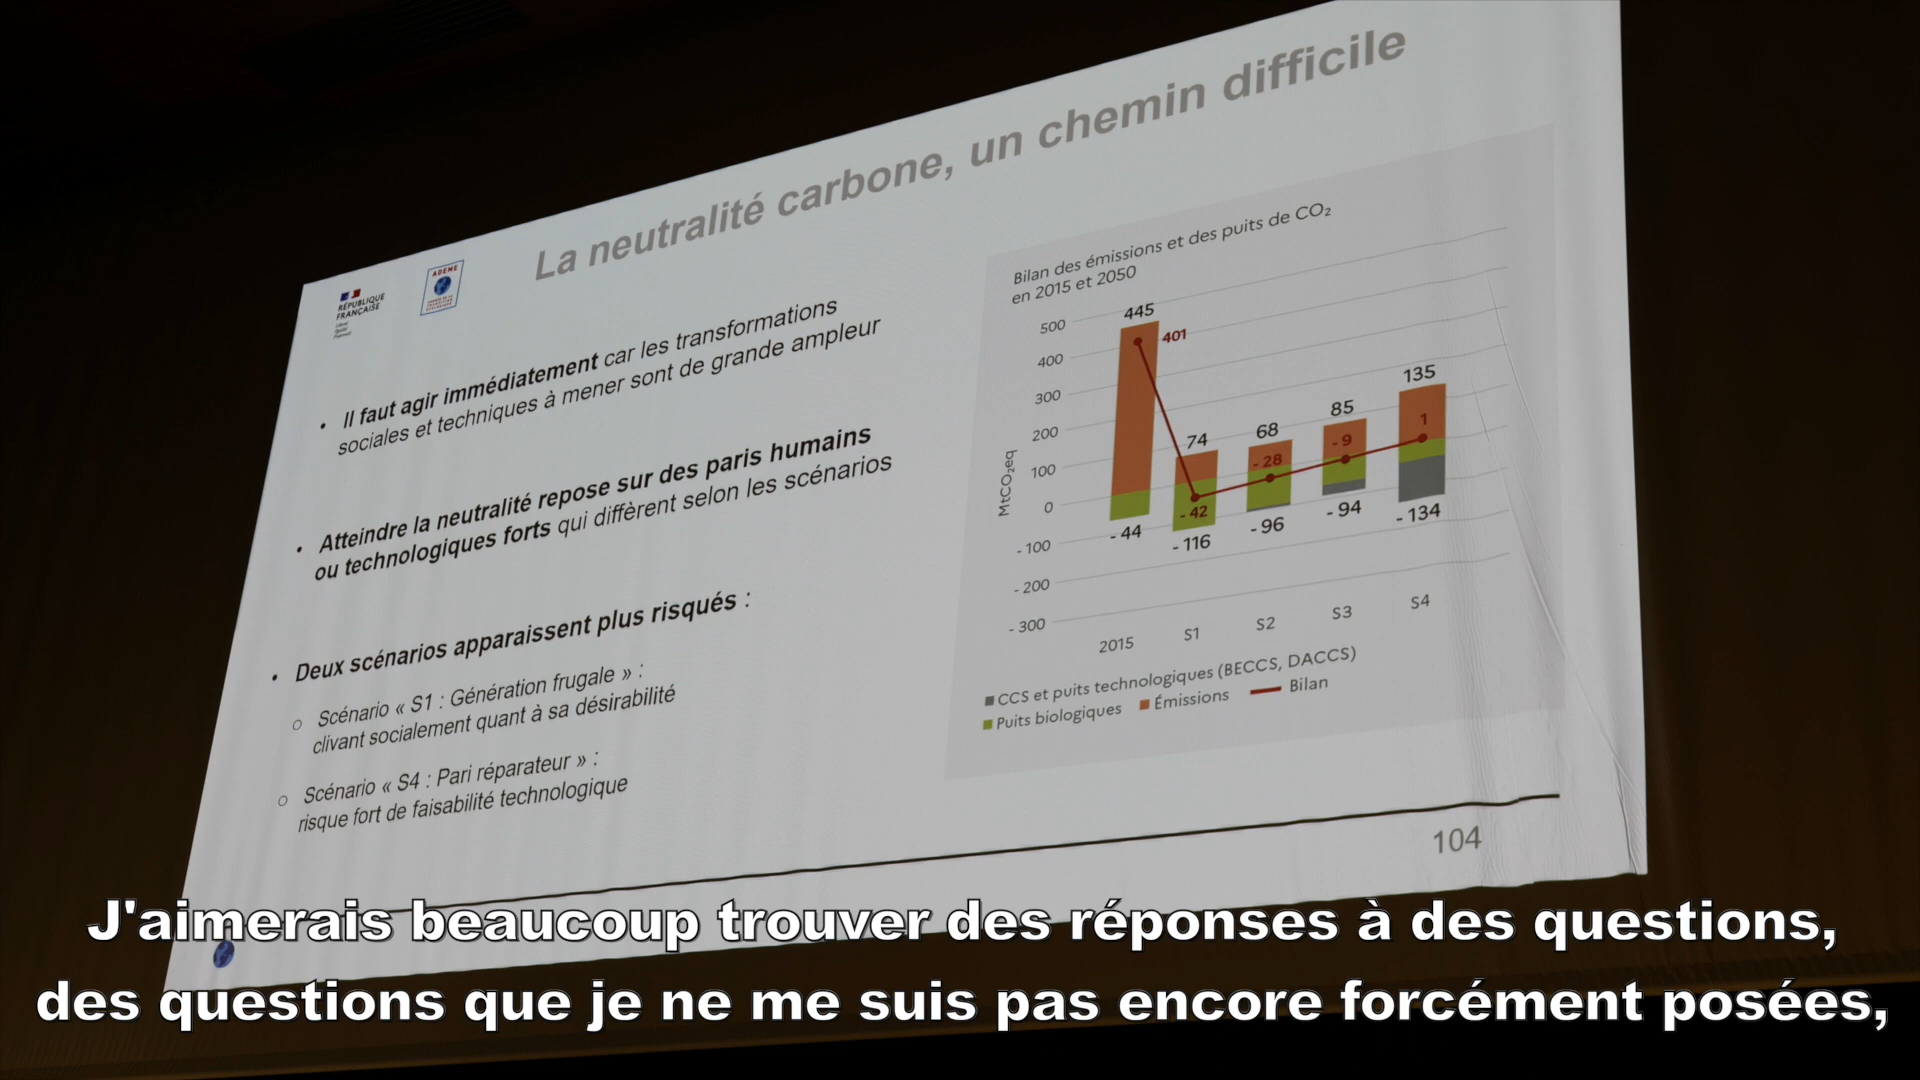 La neutralité carbone, un chemin difficile
RÉPUBLIQUE
FRANÇAISE
ADEME
• Il faut agir immédiatement car les transformations
sociales et techniques à mener sont de grande ampleur
• Atteindre la neutralité repose sur des paris humains
ou technologiques forts qui diffèrent selon les scénarios
• Deux scénarios apparaissent plus risqués :
○ Scénario « S1 : Génération frugale » :
clivant socialement quant à sa désirabilité
○ Scénario « S4 : Pari réparateur » :
risque fort de faisabilité technologique
Bilan des émissions et des puits de CO₂
en 2015 et 2050
MtCO₂eq
500
400
300
200
100
0
- 100
- 200
- 300
445
401
- 44
74
- 42
- 116
68
- 28
- 96
85
- 9
- 94
135
1
- 134
2015 S1 S2 S3 S4
CCS et puits technologiques (BECCS, DACCS)
Puits biologiques Émissions Bilan
104
J'aimerais beaucoup trouver des réponses à des questions,
des questions que je ne me suis pas encore forcément posées,